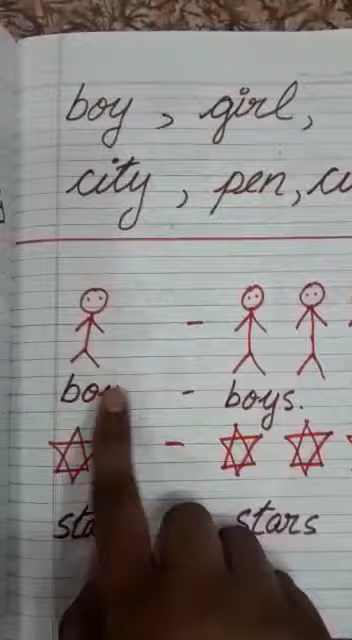 boy, girl,
city, pen,
- boys.
stars